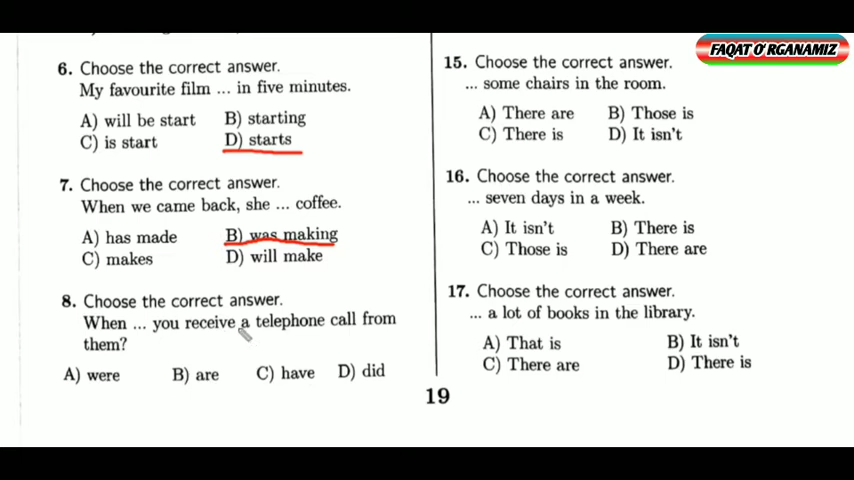 FAQAT O'RGANAMIZ
6. Choose the correct answer.
My favourite film ... in five minutes.
A) will be start B) starting
C) is start D) starts
7. Choose the correct answer.
When we came back, she ... coffee.
A) has made B) was making
C) makes D) will make
8. Choose the correct answer.
When ... you receive a telephone call from
them?
A) were B) are C) have D) did
15. Choose the correct answer.
... some chairs in the room.
A) There are B) Those is
C) There is D) It isn't
16. Choose the correct answer.
... seven days in a week.
A) It isn't B) There is
C) Those is D) There are
17. Choose the correct answer.
... a lot of books in the library.
A) That is B) It isn't
C) There are D) There is
19